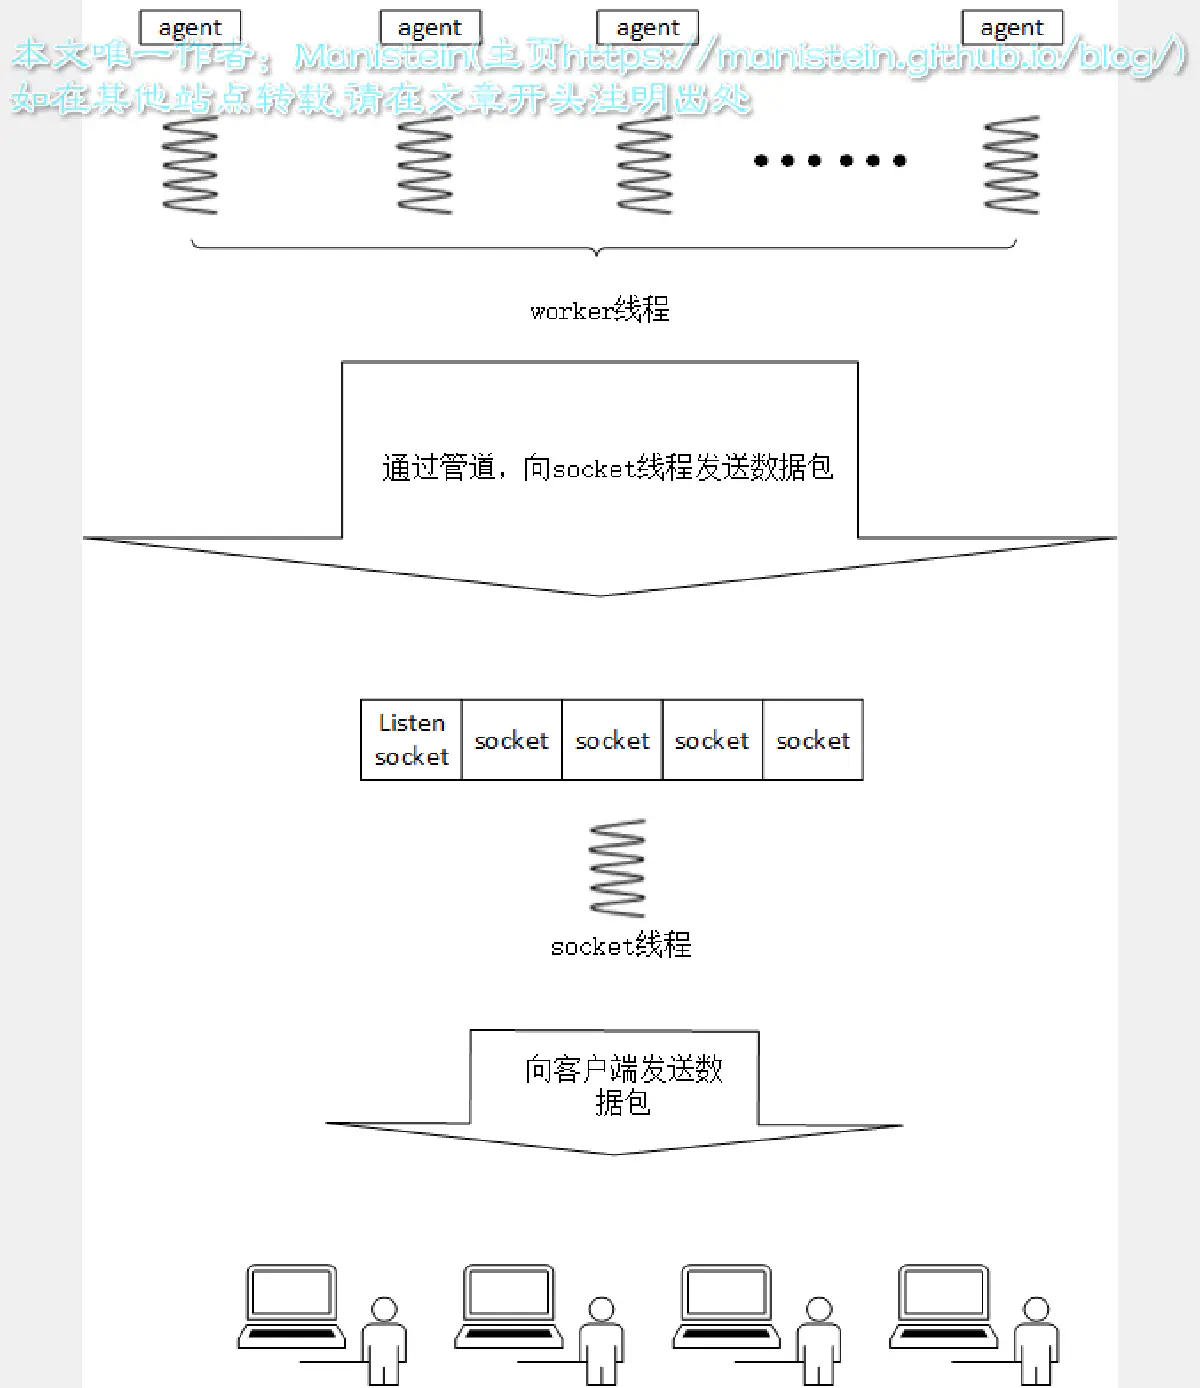 agent agent agent agent
本文唯一作者：Manistein(主页https://manistein.github.io/blog/)
如在其他站点转载,请在文章开头注明出处
worker线程
通过管道，向socket线程发送数据包
Listen
socket socket socket socket socket
socket线程
向客户端发送数
据包